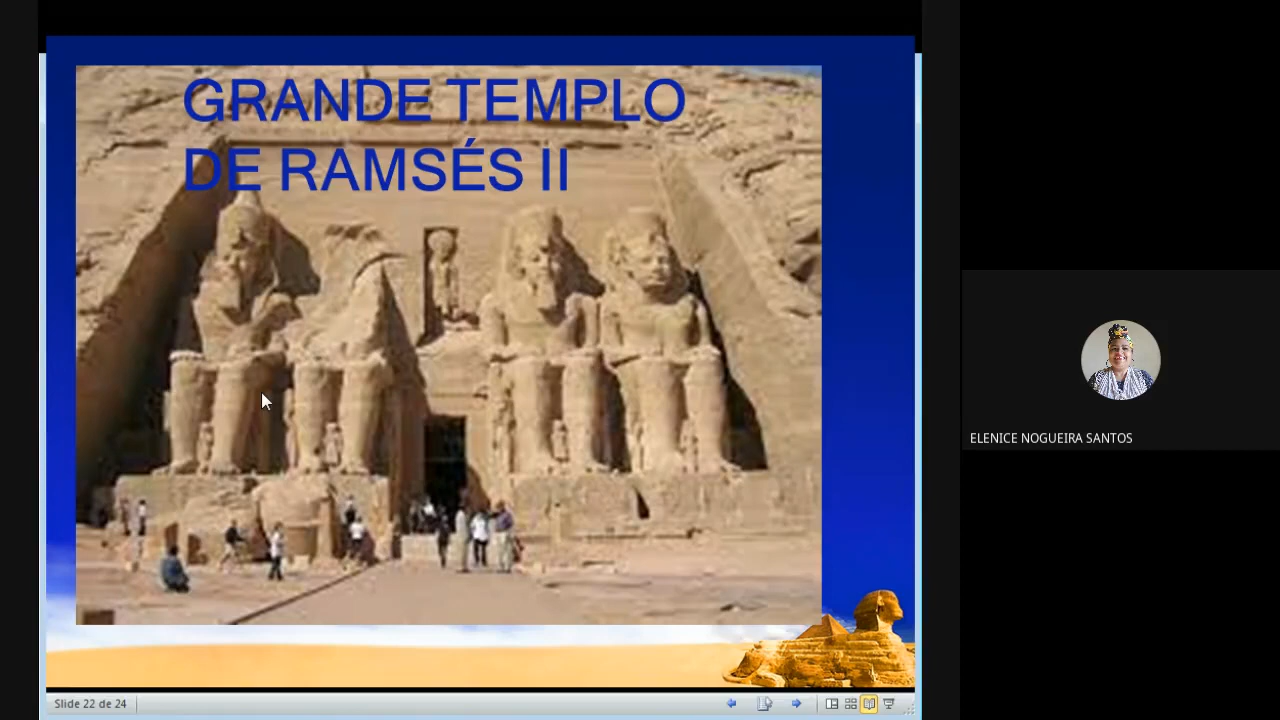 GRANDE TEMPLO
DE RAMSÉS II
ELENICE NOGUEIRA SANTOS
Slide 22 de 24